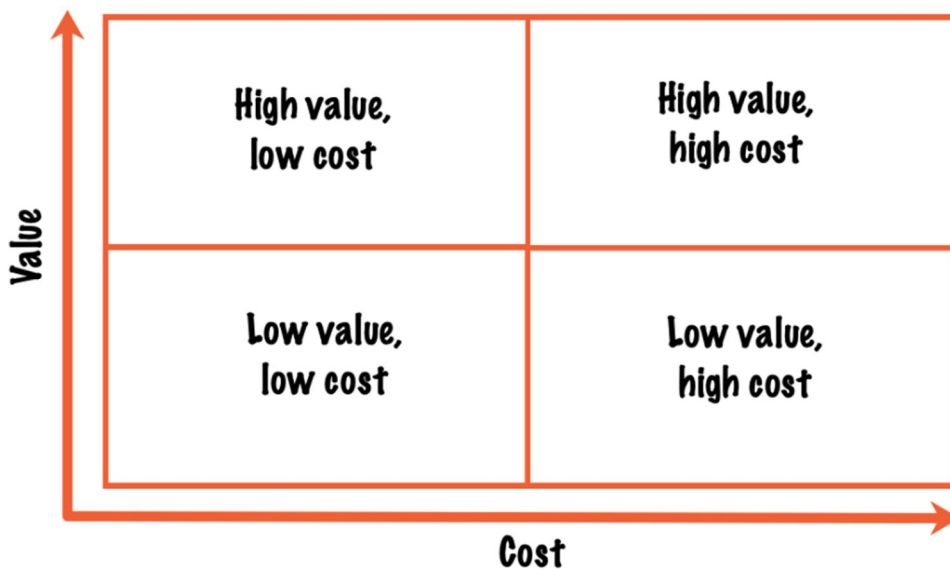 High value,
low cost
High value,
high cost
Value
Low value,
low cost
Low value,
high cost
Cost